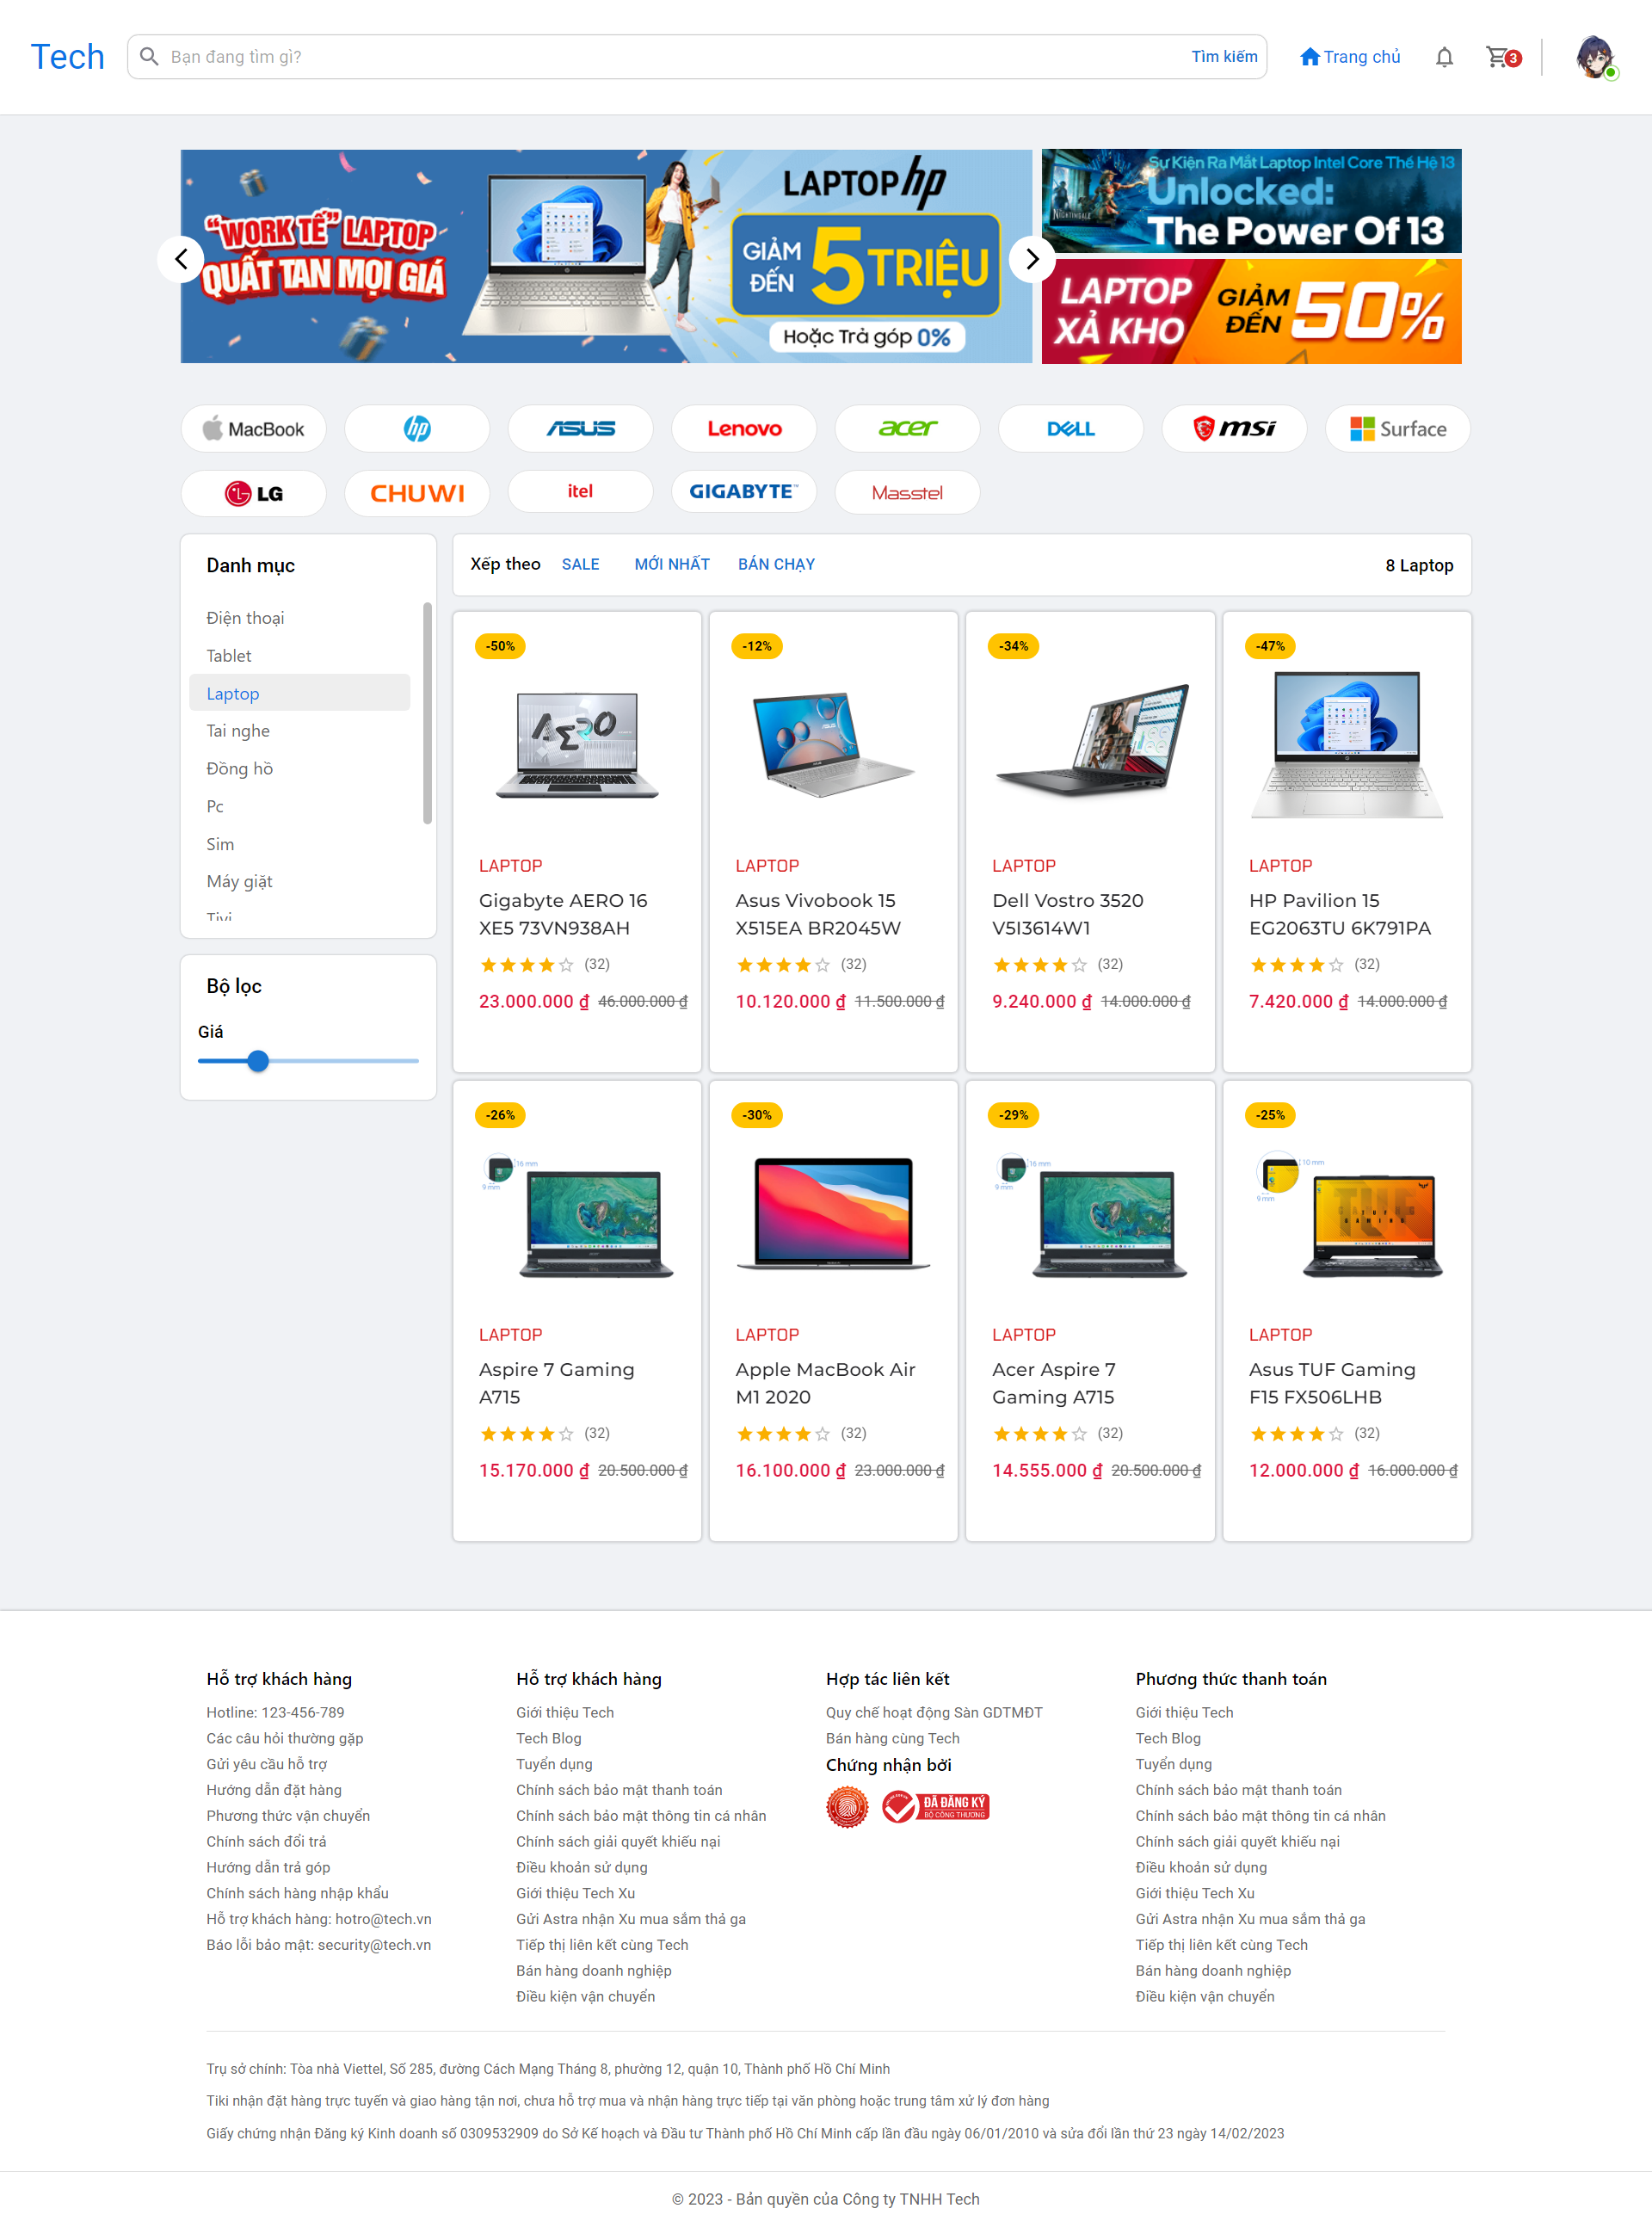 Tech
Bạn đang tìm gì?
Tìm kiếm
Trang chủ
3
"WORK TẾ" LAPTOP
QUẤT TAN MỌI GIÁ
LAPTOP hp
GIẢM ĐẾN 5 TRIỆU
Hoặc Trả góp 0%
Sự Kiện Ra Mắt Laptop Intel Core Thế Hệ 13
Unlocked:
The Power Of 13
NIGHTINGALE
LAPTOP XẢ KHO
GIẢM ĐẾN 50%
MacBook
hp
ASUS
Lenovo
acer
DELL
msi
Surface
LG
CHUWI
itel
GIGABYTE™
Masstel
Danh mục
Điện thoại
Tablet
Laptop
Tai nghe
Đồng hồ
Pc
Sim
Máy giặt
Tivi
Bộ lọc
Giá
Xếp theo
SALE
MỚI NHẤT
BÁN CHẠY
8 Laptop
-50%
AERO
LAPTOP
Gigabyte AERO 16
XE5 73VN938AH
(32)
23.000.000 ₫ 46.000.000 ₫
-12%
LAPTOP
Asus Vivobook 15
X515EA BR2045W
(32)
10.120.000 ₫ 11.500.000 ₫
-34%
LAPTOP
Dell Vostro 3520
V5I3614W1
(32)
9.240.000 ₫ 14.000.000 ₫
-47%
LAPTOP
HP Pavilion 15
EG2063TU 6K791PA
(32)
7.420.000 ₫ 14.000.000 ₫
-26%
16 mm
9 mm
LAPTOP
Aspire 7 Gaming
A715
(32)
15.170.000 ₫ 20.500.000 ₫
-30%
LAPTOP
Apple MacBook Air
M1 2020
(32)
16.100.000 ₫ 23.000.000 ₫
-29%
16 mm
9 mm
LAPTOP
Acer Aspire 7
Gaming A715
(32)
14.555.000 ₫ 20.500.000 ₫
-25%
10 mm
9 mm
TUF
GAMING
LAPTOP
Asus TUF Gaming
F15 FX506LHB
(32)
12.000.000 ₫ 16.000.000 ₫
Hỗ trợ khách hàng
Hotline: 123-456-789
Các câu hỏi thường gặp
Gửi yêu cầu hỗ trợ
Hướng dẫn đặt hàng
Phương thức vận chuyển
Chính sách đổi trả
Hướng dẫn trả góp
Chính sách hàng nhập khẩu
Hỗ trợ khách hàng: hotro@tech.vn
Báo lỗi bảo mật: security@tech.vn
Hỗ trợ khách hàng
Giới thiệu Tech
Tech Blog
Tuyển dụng
Chính sách bảo mật thanh toán
Chính sách bảo mật thông tin cá nhân
Chính sách giải quyết khiếu nại
Điều khoản sử dụng
Giới thiệu Tech Xu
Gửi Astra nhận Xu mua sắm thả ga
Tiếp thị liên kết cùng Tech
Bán hàng doanh nghiệp
Điều kiện vận chuyển
Hợp tác liên kết
Quy chế hoạt động Sàn GDTMĐT
Bán hàng cùng Tech
Chứng nhận bởi
ĐÃ ĐĂNG KÝ
BỘ CÔNG THƯƠNG
Phương thức thanh toán
Giới thiệu Tech
Tech Blog
Tuyển dụng
Chính sách bảo mật thanh toán
Chính sách bảo mật thông tin cá nhân
Chính sách giải quyết khiếu nại
Điều khoản sử dụng
Giới thiệu Tech Xu
Gửi Astra nhận Xu mua sắm thả ga
Tiếp thị liên kết cùng Tech
Bán hàng doanh nghiệp
Điều kiện vận chuyển
Trụ sở chính: Tòa nhà Viettel, Số 285, đường Cách Mạng Tháng 8, phường 12, quận 10, Thành phố Hồ Chí Minh
Tiki nhận đặt hàng trực tuyến và giao hàng tận nơi, chưa hỗ trợ mua và nhận hàng trực tiếp tại văn phòng hoặc trung tâm xử lý đơn hàng
Giấy chứng nhận Đăng ký Kinh doanh số 0309532909 do Sở Kế hoạch và Đầu tư Thành phố Hồ Chí Minh cấp lần đầu ngày 06/01/2010 và sửa đổi lần thứ 23 ngày 14/02/2023
© 2023 - Bản quyền của Công ty TNHH Tech